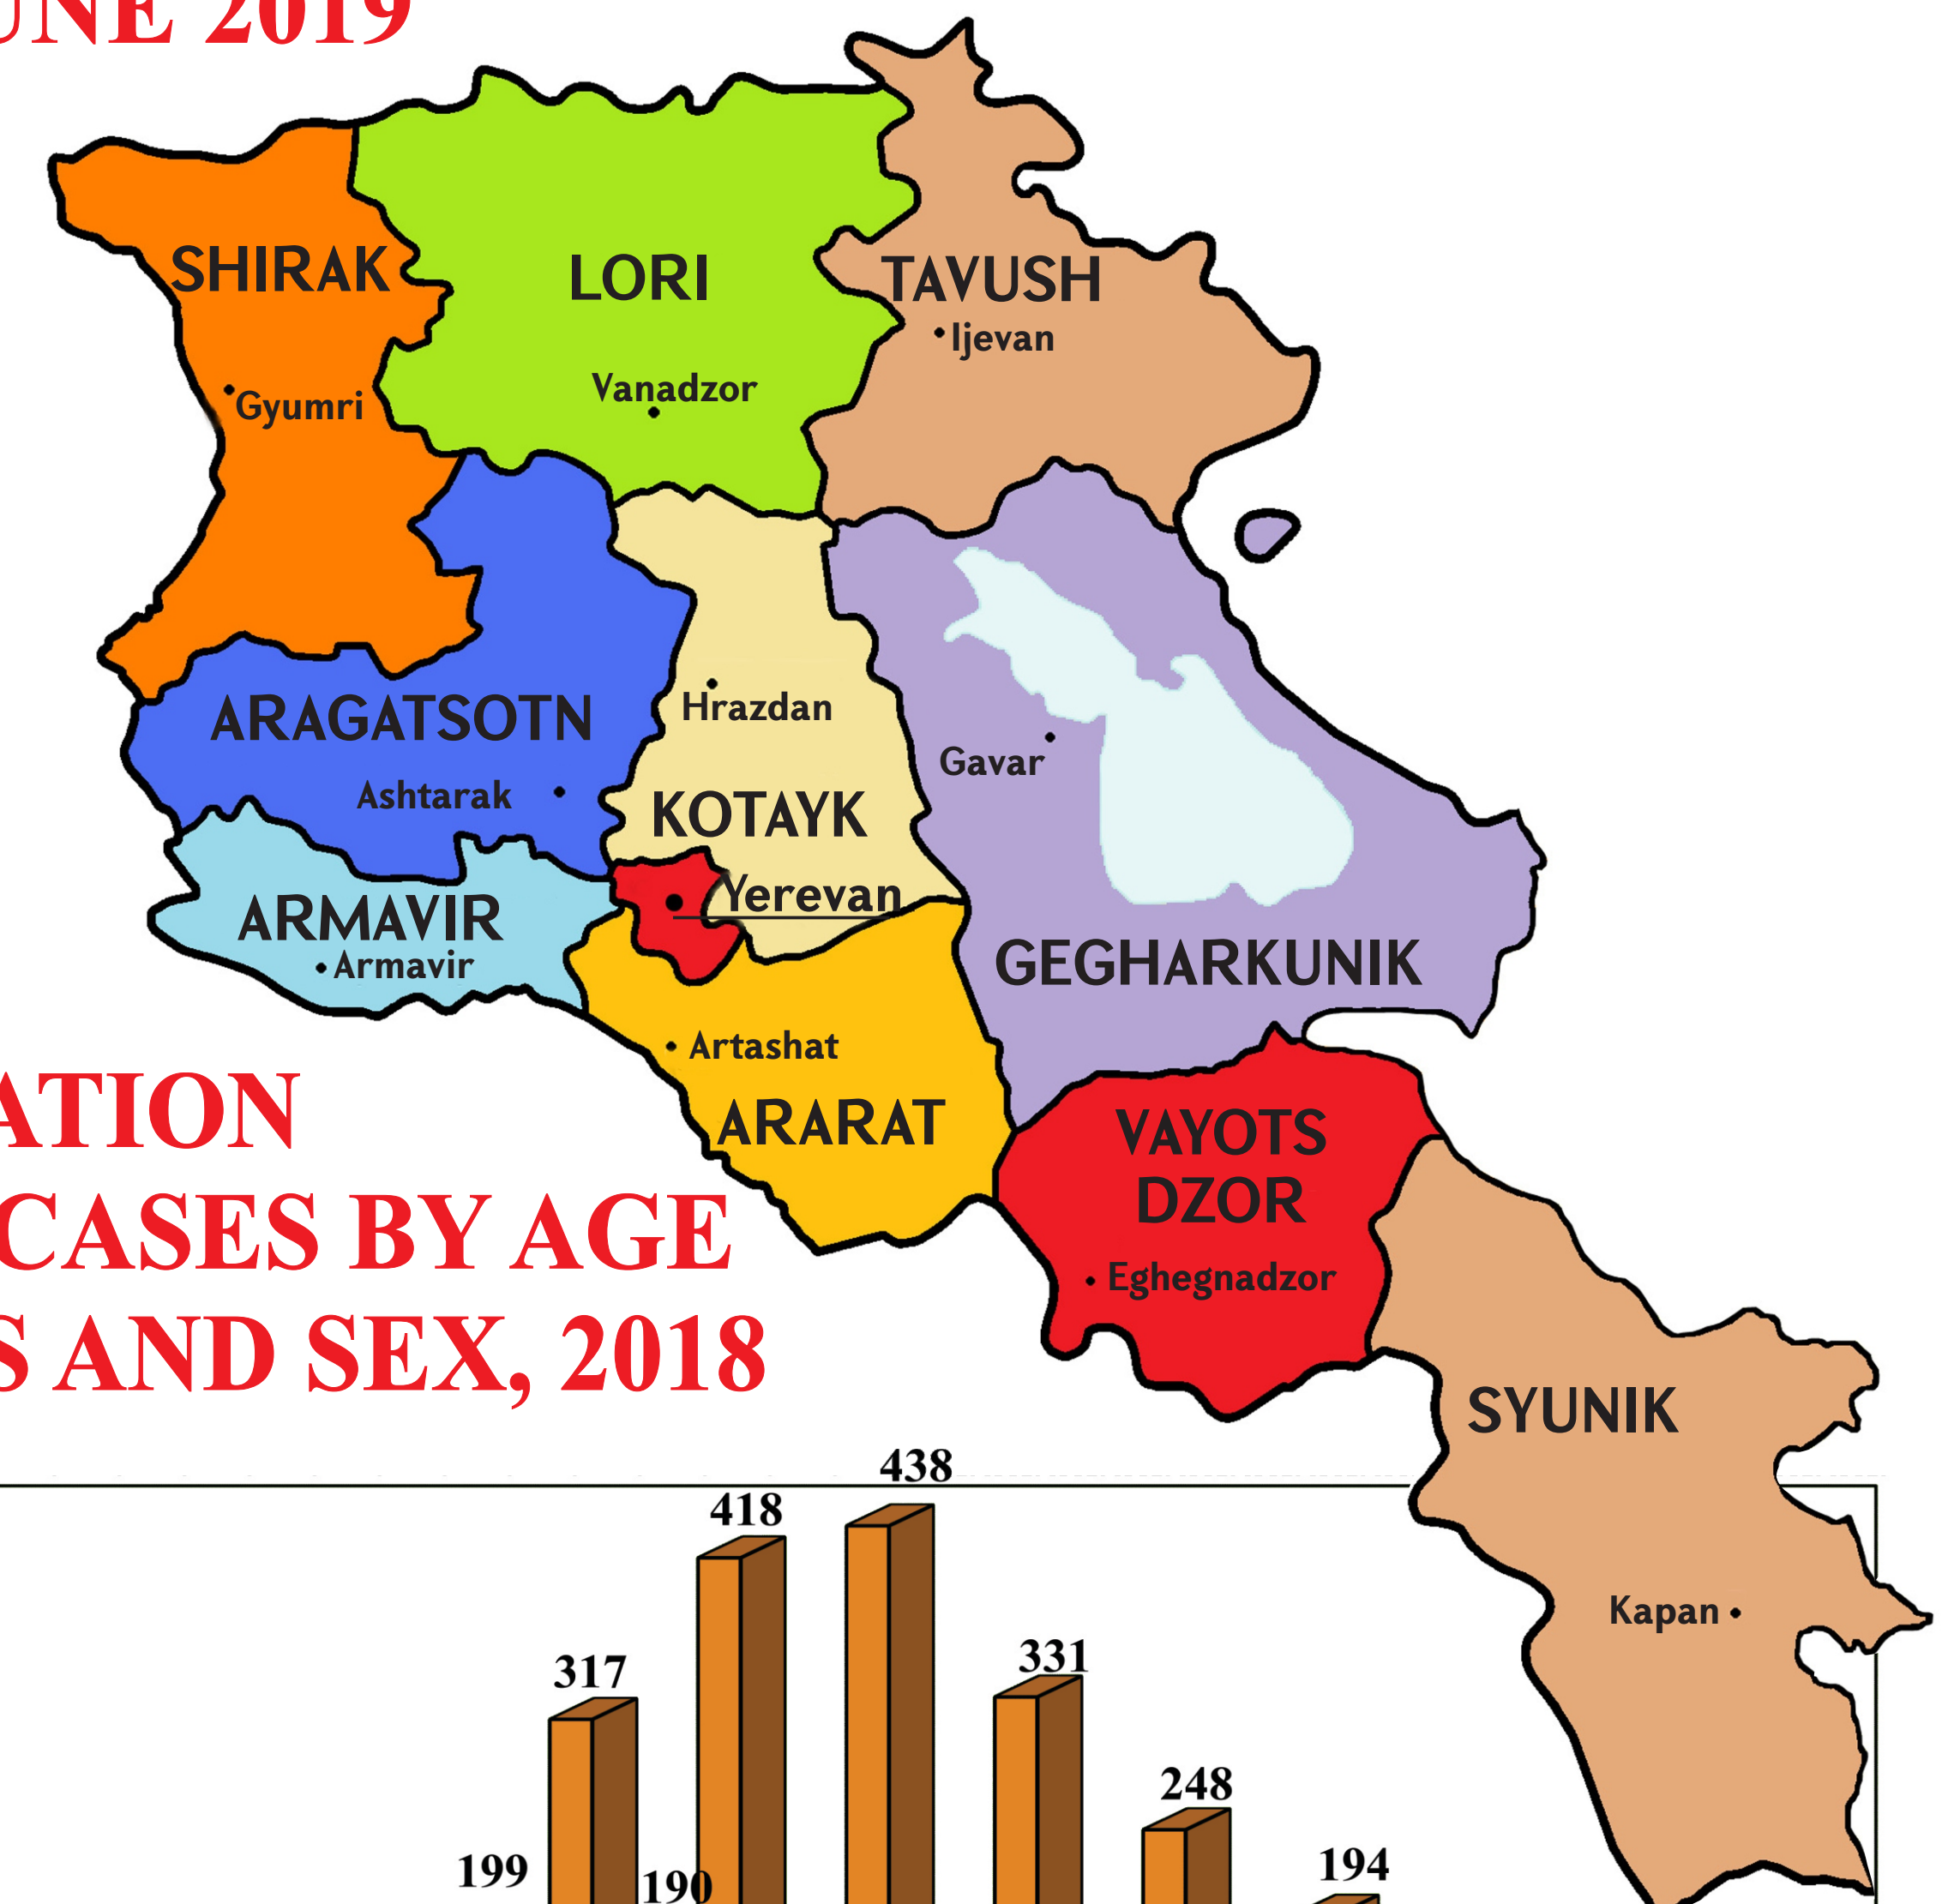 UNE 2019
SHIRAK
LORI
TAVUSH
Ijevan
Vanadzor
Gyumri
ARAGATSOTN
Hrazdan
Gavar
Ashtarak
KOTAYK
Yerevan
ARMAVIR
Armavir
GEGHARKUNIK
Artashat
ARARAT
VAYOTS
DZOR
Eghegnadzor
ATION
CASES BY AGE
S AND SEX, 2018
SYUNIK
Kapan
438
418
331
317
248
199
190
194